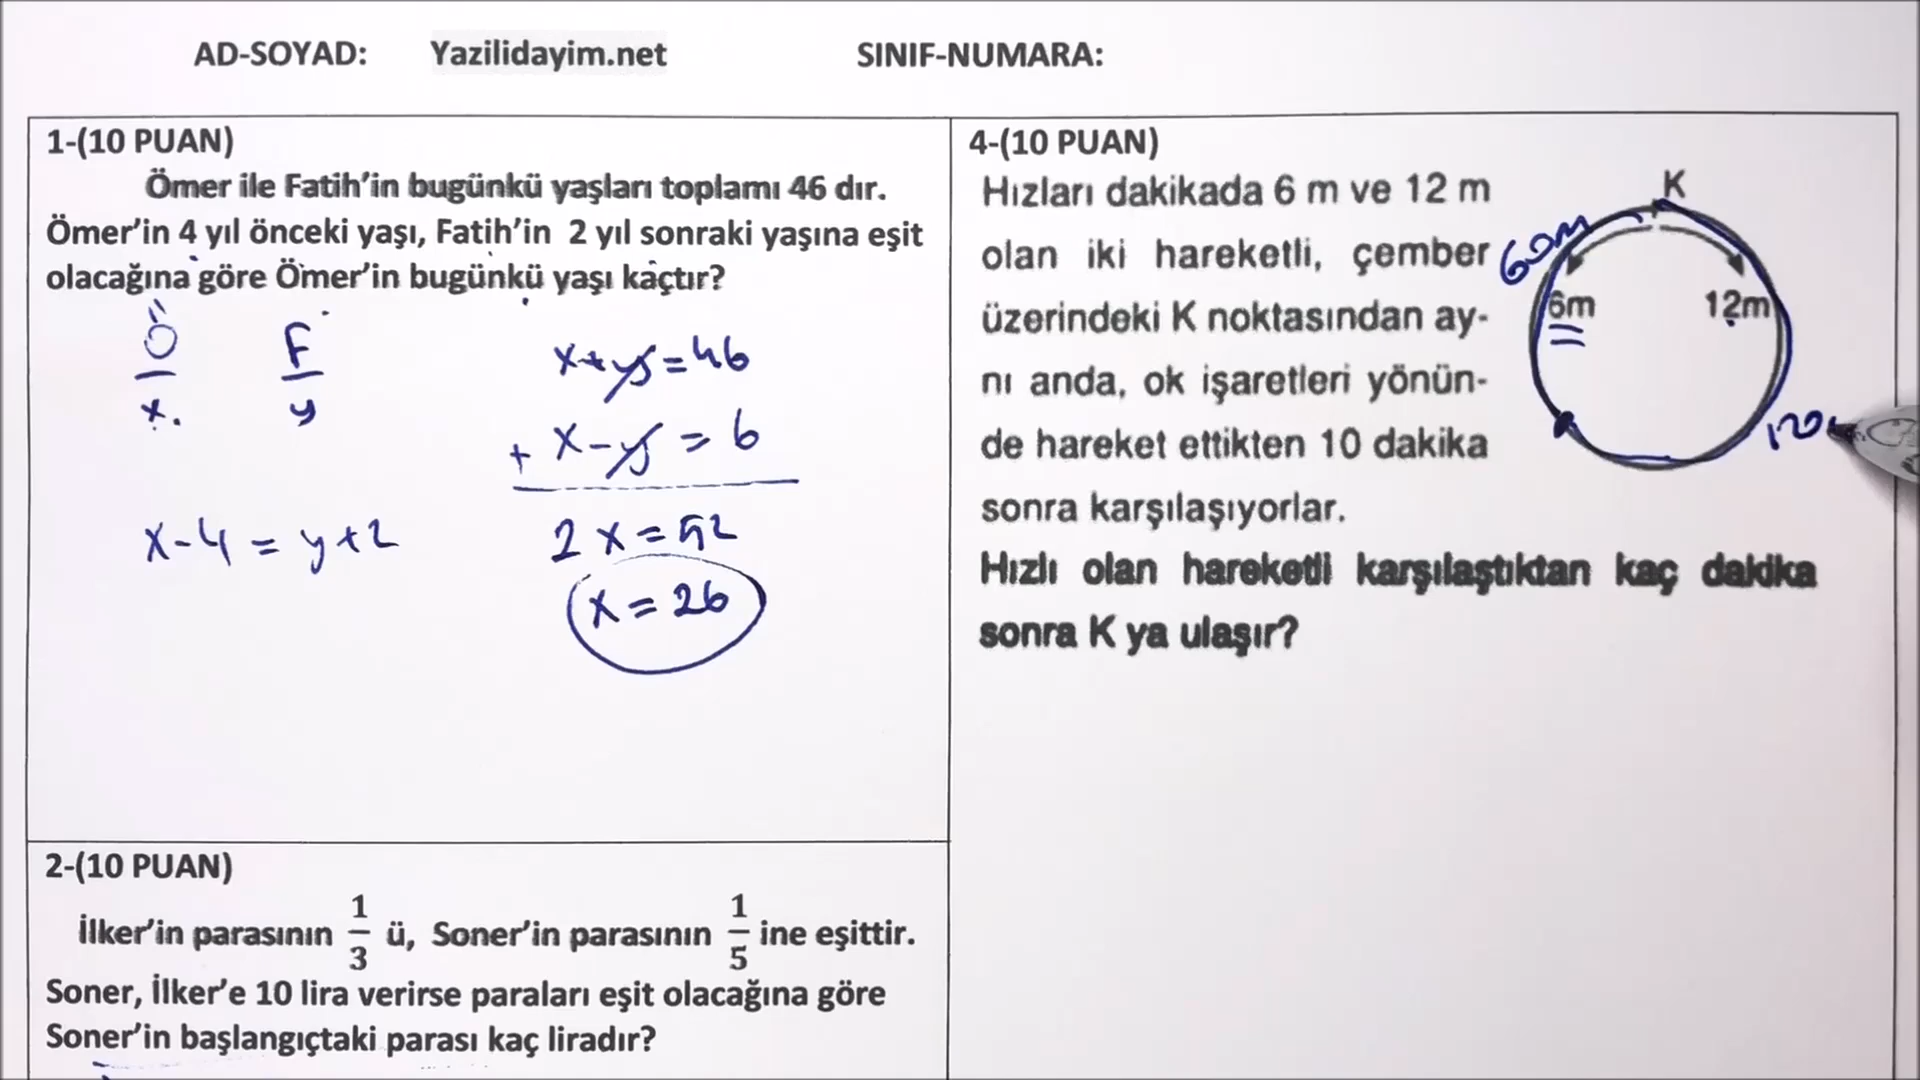 AD-SOYAD: Yazilidayim.net SINIF-NUMARA:
1-(10 PUAN)
Ömer ile Fatih'in bugünkü yaşları toplamı 46 dır.
Ömer'in 4 yıl önceki yaşı, Fatih'in 2 yıl sonraki yaşına eşit
olacağına göre Ömer'in bugünkü yaşı kaçtır?
Ö F
x. y
x-4 = y+2
x+y=46
+ x-y = 6
2x=52
x=26
2-(10 PUAN)
İlker'in parasının 1/3 ü, Soner'in parasının 1/5 ine eşittir.
Soner, İlker'e 10 lira verirse paraları eşit olacağına göre
Soner'in başlangıçtaki parası kaç liradır?
4-(10 PUAN)
Hızları dakikada 6 m ve 12 m
olan iki hareketli, çember
üzerindeki K noktasından ay-
nı anda, ok işaretleri yönün-
de hareket ettikten 10 dakika
sonra karşılaşıyorlar.
Hızlı olan hareketli karşılaştıktan kaç dakika
sonra K ya ulaşır?
K
60m
6m 12m
120